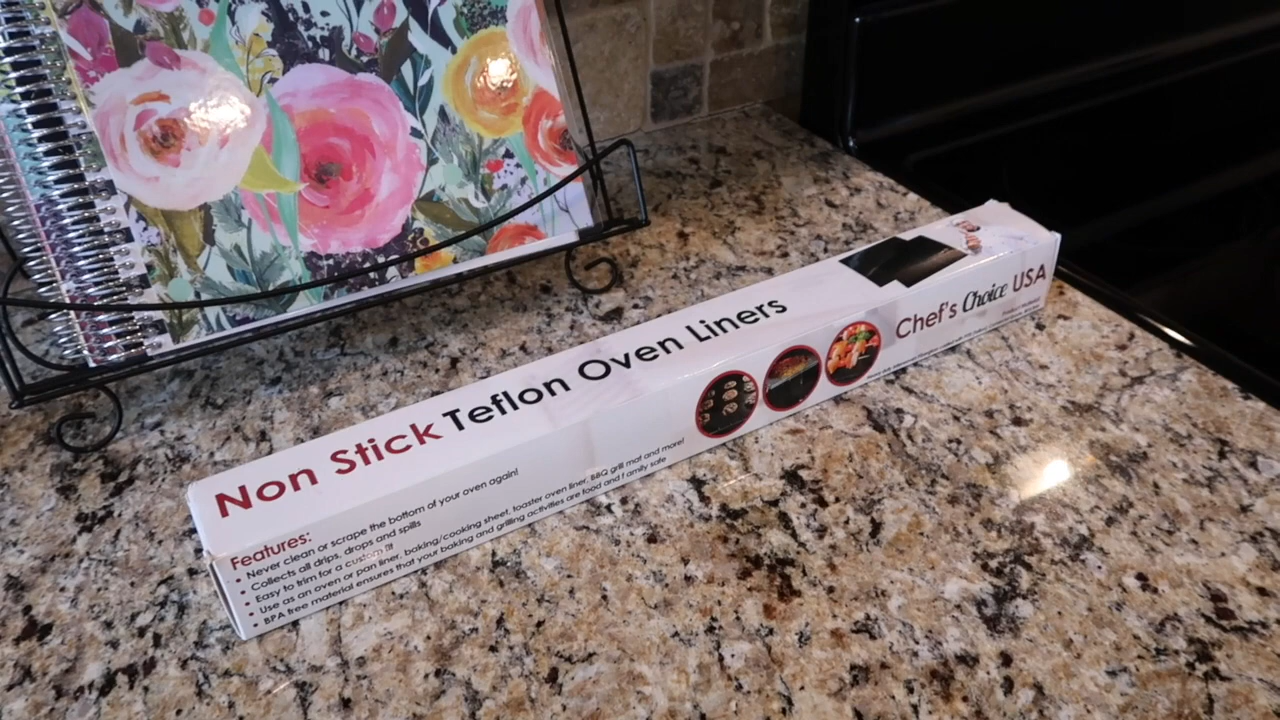 Non Stick Teflon Oven Liners
Features:
• Never clean or scrape the bottom of your oven again!
• Collects all drips, drops and spills
• Easy to trim for a custom fit
• Use as an oven or pan liner, baking/cooking sheet, toaster oven liner, BBQ grill mat and more!
• BPA free material ensures that your baking and grilling activities are food and family safe
Chef's Choice USA